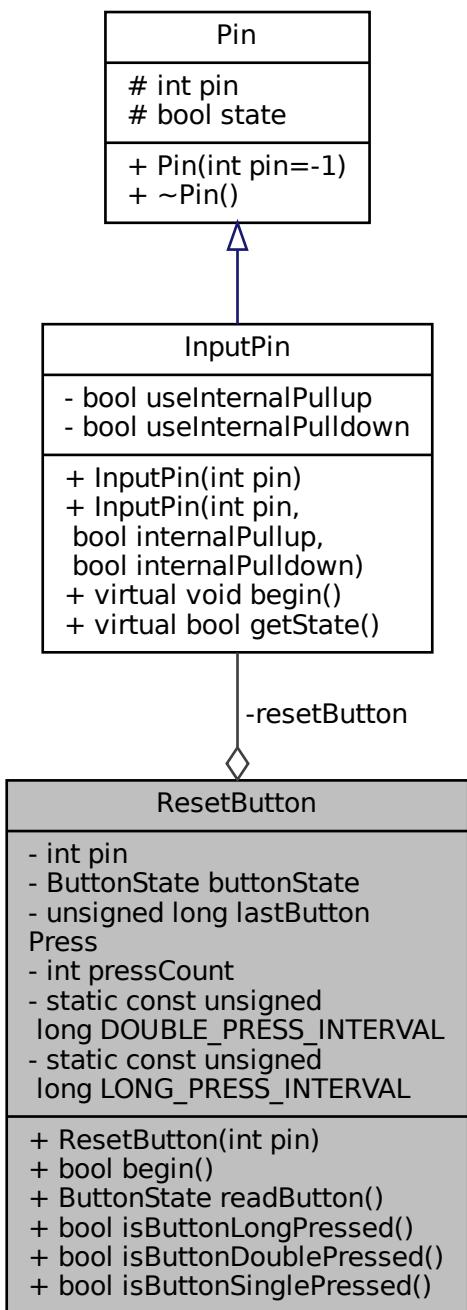 Pin
# int pin
# bool state
+ Pin(int pin=-1)
+ ~Pin()
InputPin
- bool useInternalPullup
- bool useInternalPulldown
+ InputPin(int pin)
+ InputPin(int pin,
bool internalPullup,
bool internalPulldown)
+ virtual void begin()
+ virtual bool getState()
-resetButton
ResetButton
- int pin
- ButtonState buttonState
- unsigned long lastButton
Press
- int pressCount
- static const unsigned
long DOUBLE_PRESS_INTERVAL
- static const unsigned
long LONG_PRESS_INTERVAL
+ ResetButton(int pin)
+ bool begin()
+ ButtonState readButton()
+ bool isButtonLongPressed()
+ bool isButtonDoublePressed()
+ bool isButtonSinglePressed()